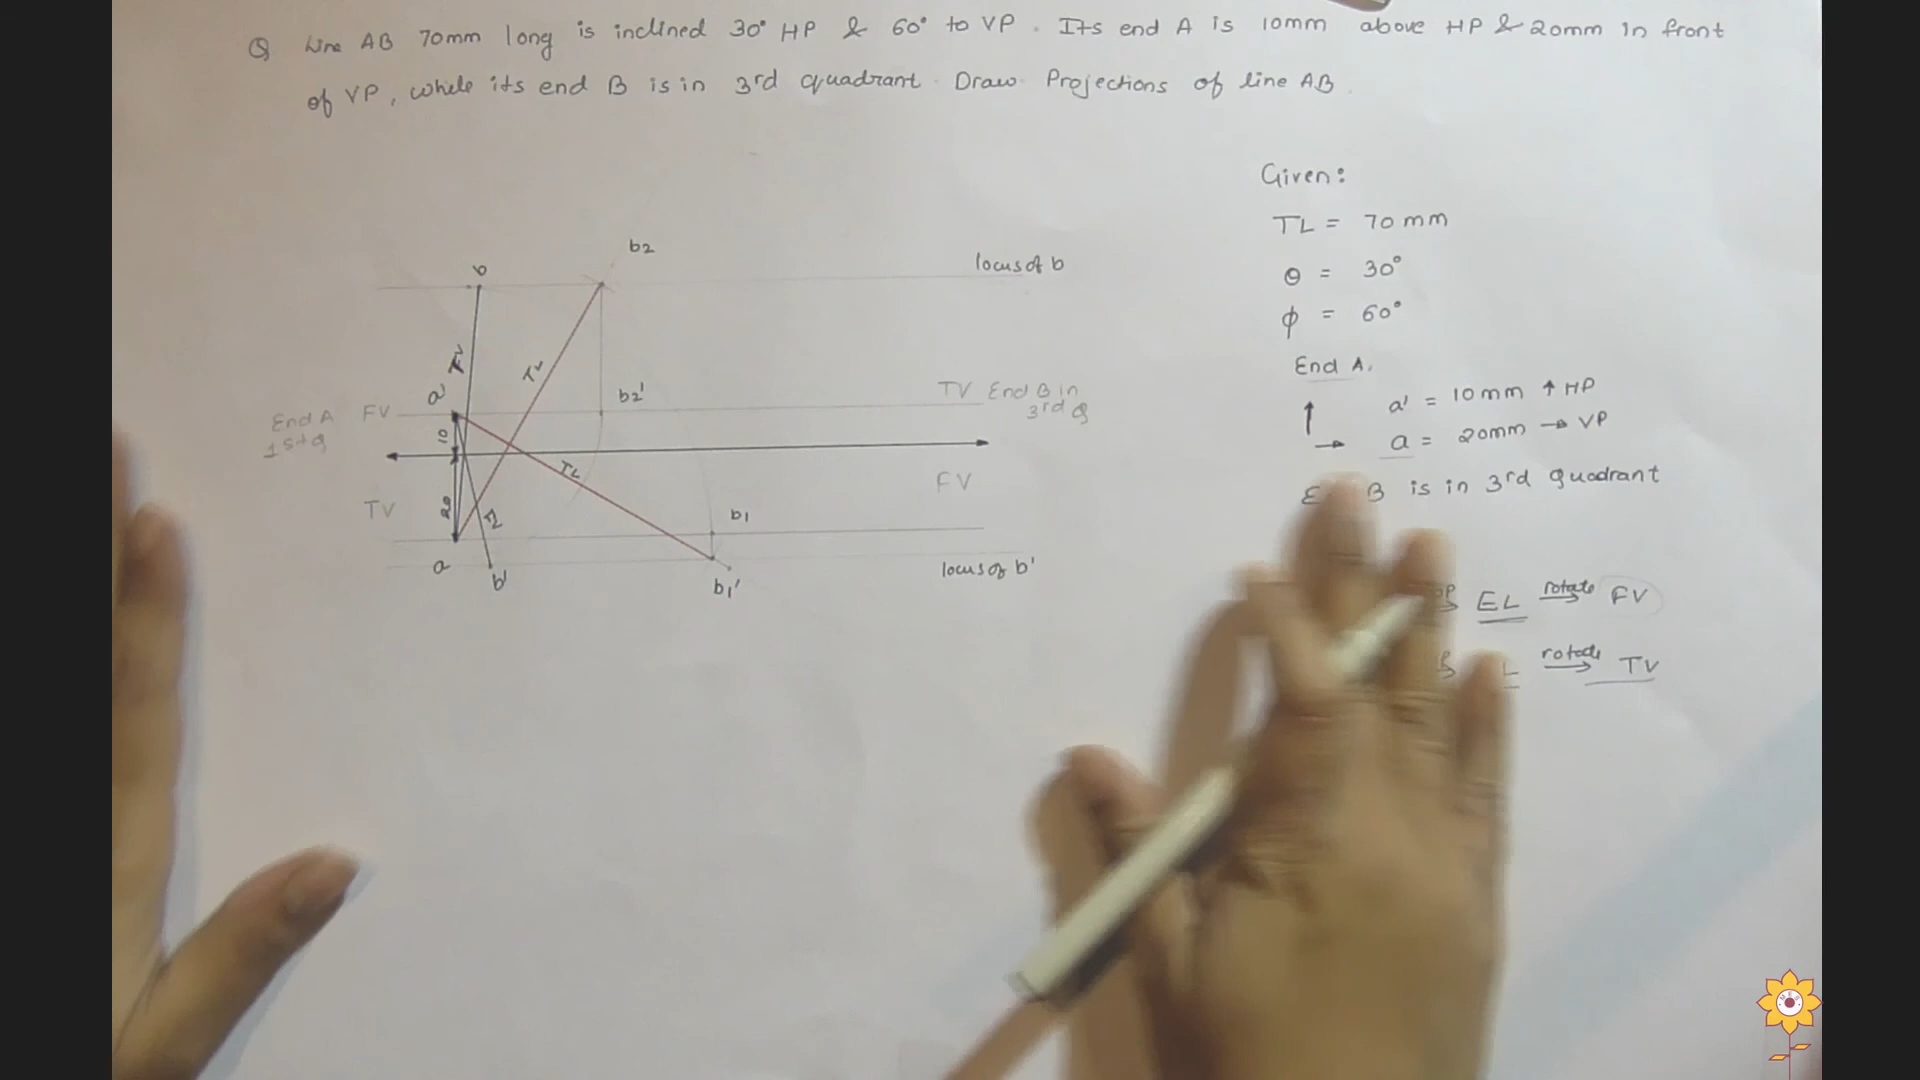 Q Line AB 70mm long is inclined 30° HP & 60° to VP. Its end A is 10mm above HP & 20mm in front
of VP, while its end B is in 3rd quadrant. Draw Projections of line AB.
Given:
TL = 70 mm
θ = 30°
ϕ = 60°
End A.
a' = 10mm ↑ HP
a = 20mm → VP
B is in 3rd quadrant
EL rotate FV
L rotate TV
b2
b
locus of b
TL
a'
b2'
TV End B in
3rd Q
End A FV
1st Q
10
TL
FV
TV
20
b1
a
b'
b1'
locus of b'